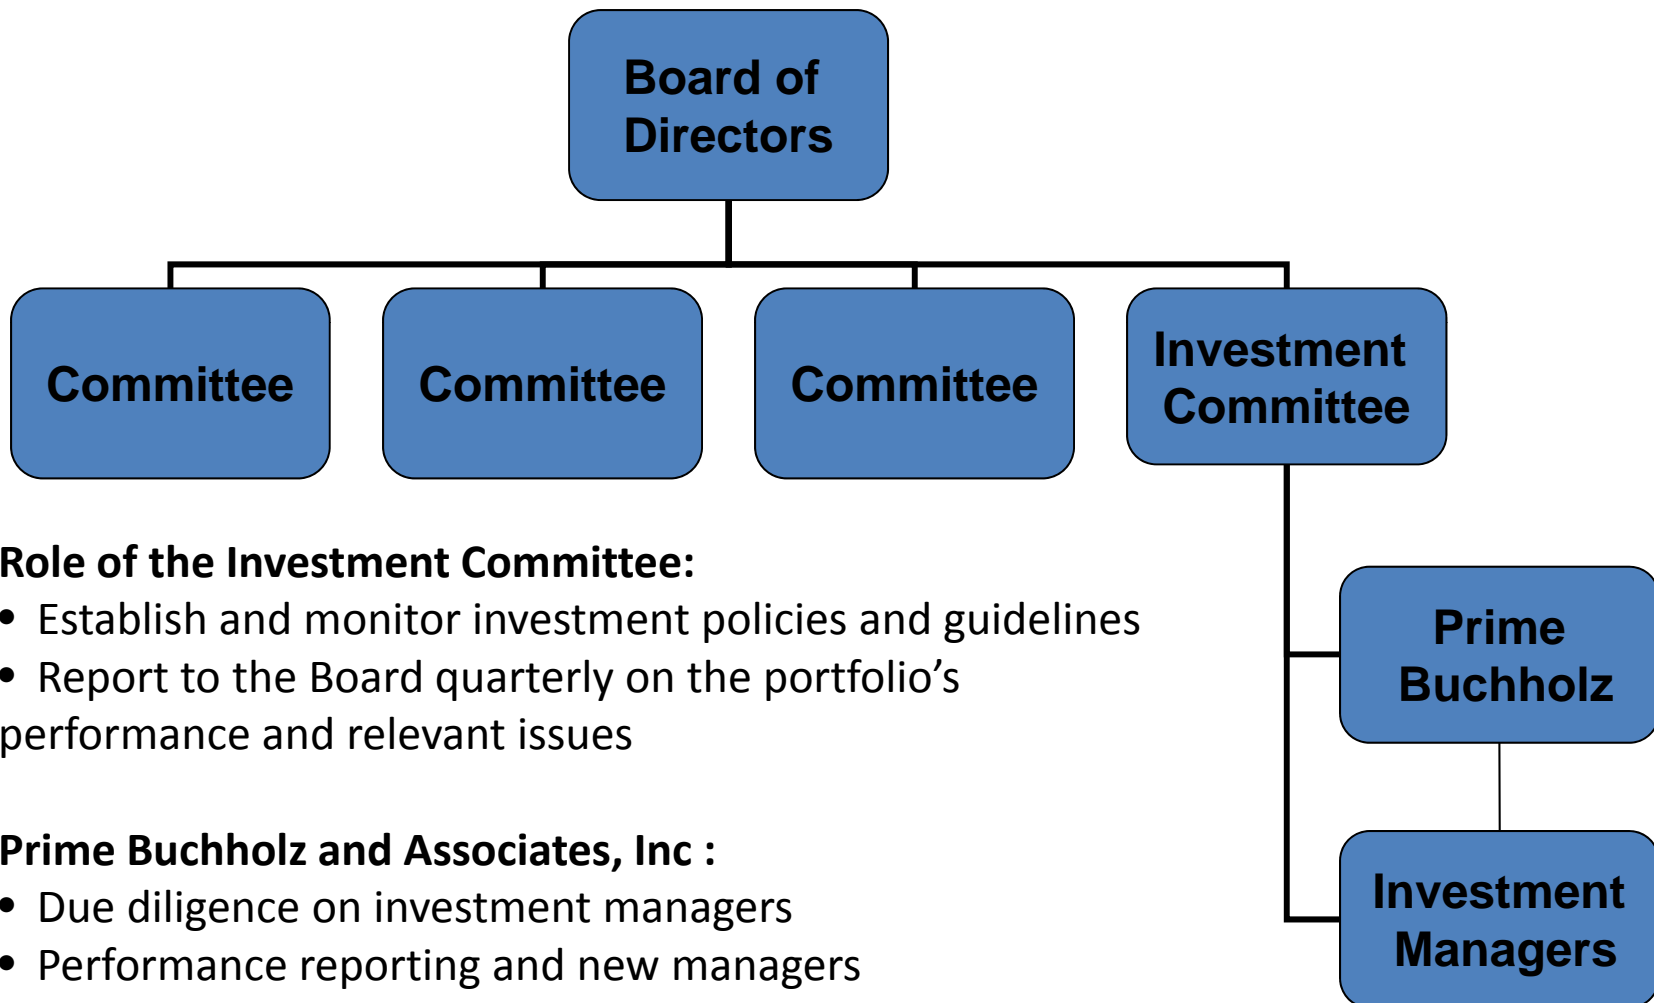 Board of
Directors
Committee
Committee
Committee
Investment
Committee
Role of the Investment Committee:
• Establish and monitor investment policies and guidelines
• Report to the Board quarterly on the portfolio’s
performance and relevant issues
Prime
Buchholz
Prime Buchholz and Associates, Inc :
• Due diligence on investment managers
• Performance reporting and new managers
Investment
Managers